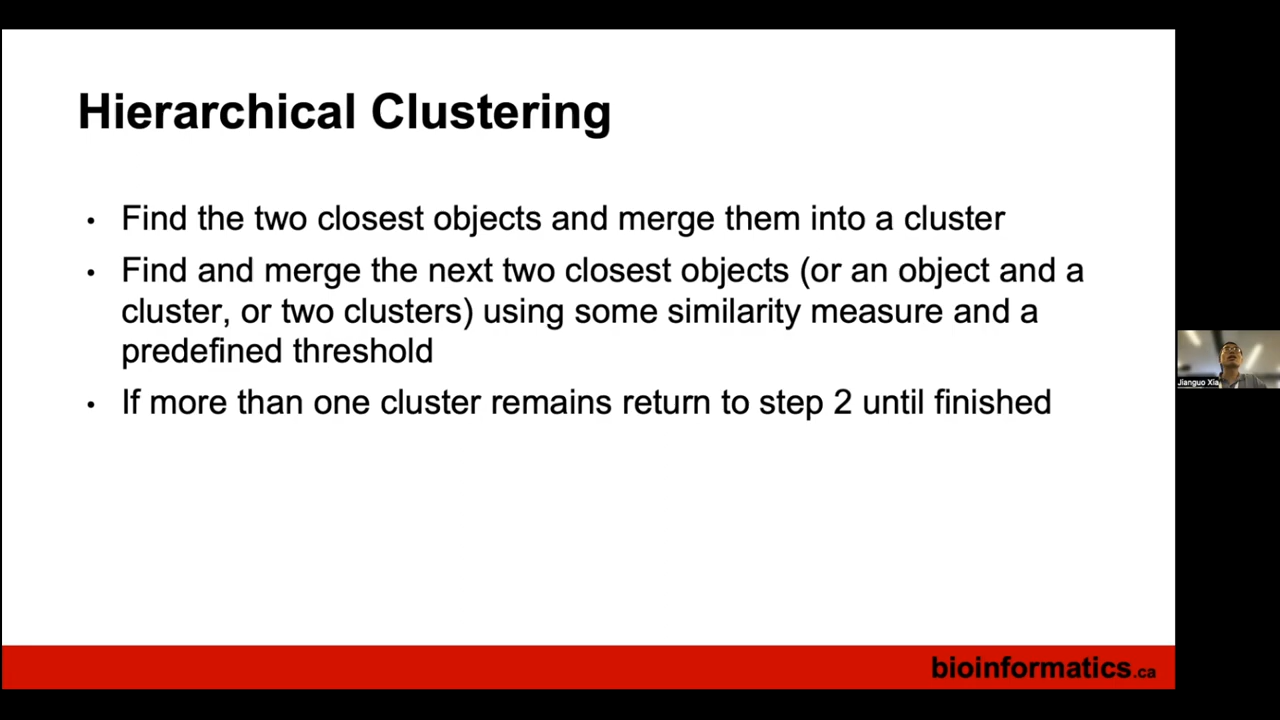 Hierarchical Clustering
• Find the two closest objects and merge them into a cluster
• Find and merge the next two closest objects (or an object and a
cluster, or two clusters) using some similarity measure and a
predefined threshold
• If more than one cluster remains return to step 2 until finished
Jianguo Xia
bioinformatics.ca